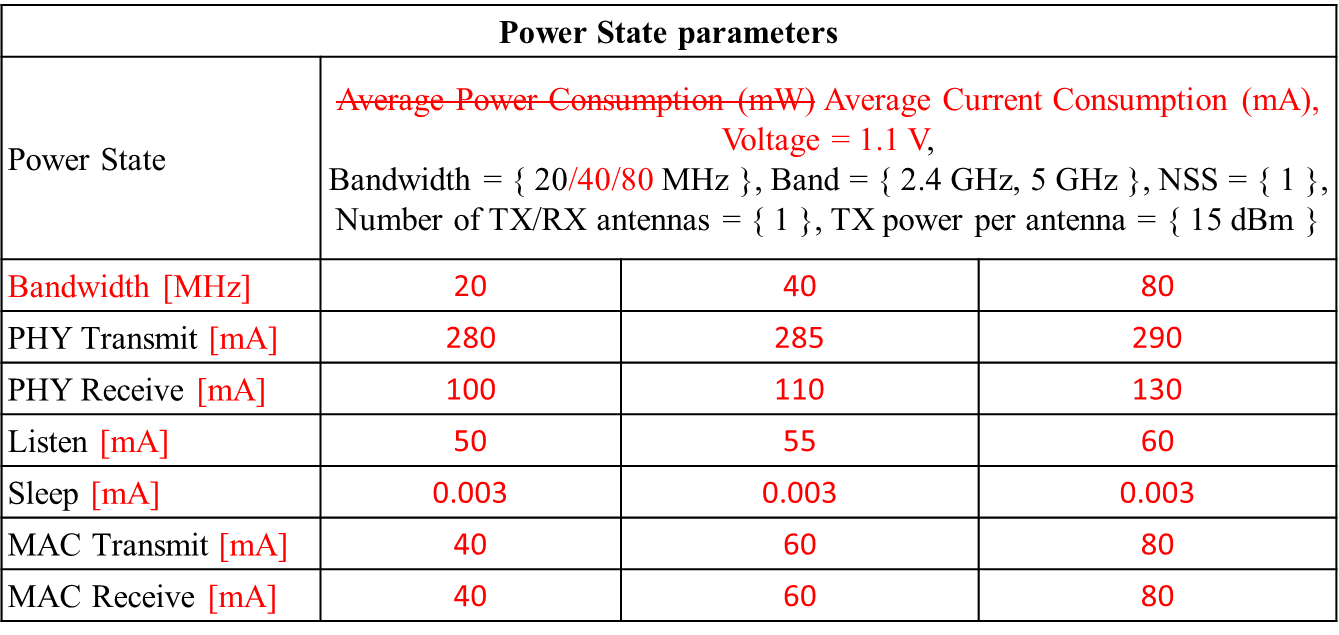 Power State parameters
Power State
Average Power Consumption (mW) Average Current Consumption (mA),
Voltage = 1.1 V,
Bandwidth = { 20/40/80 MHz }, Band = { 2.4 GHz, 5 GHz }, NSS = { 1 },
Number of TX/RX antennas = { 1 }, TX power per antenna = { 15 dBm }
Bandwidth [MHz] 20 40 80
PHY Transmit [mA] 280 285 290
PHY Receive [mA] 100 110 130
Listen [mA] 50 55 60
Sleep [mA] 0.003 0.003 0.003
MAC Transmit [mA] 40 60 80
MAC Receive [mA] 40 60 80